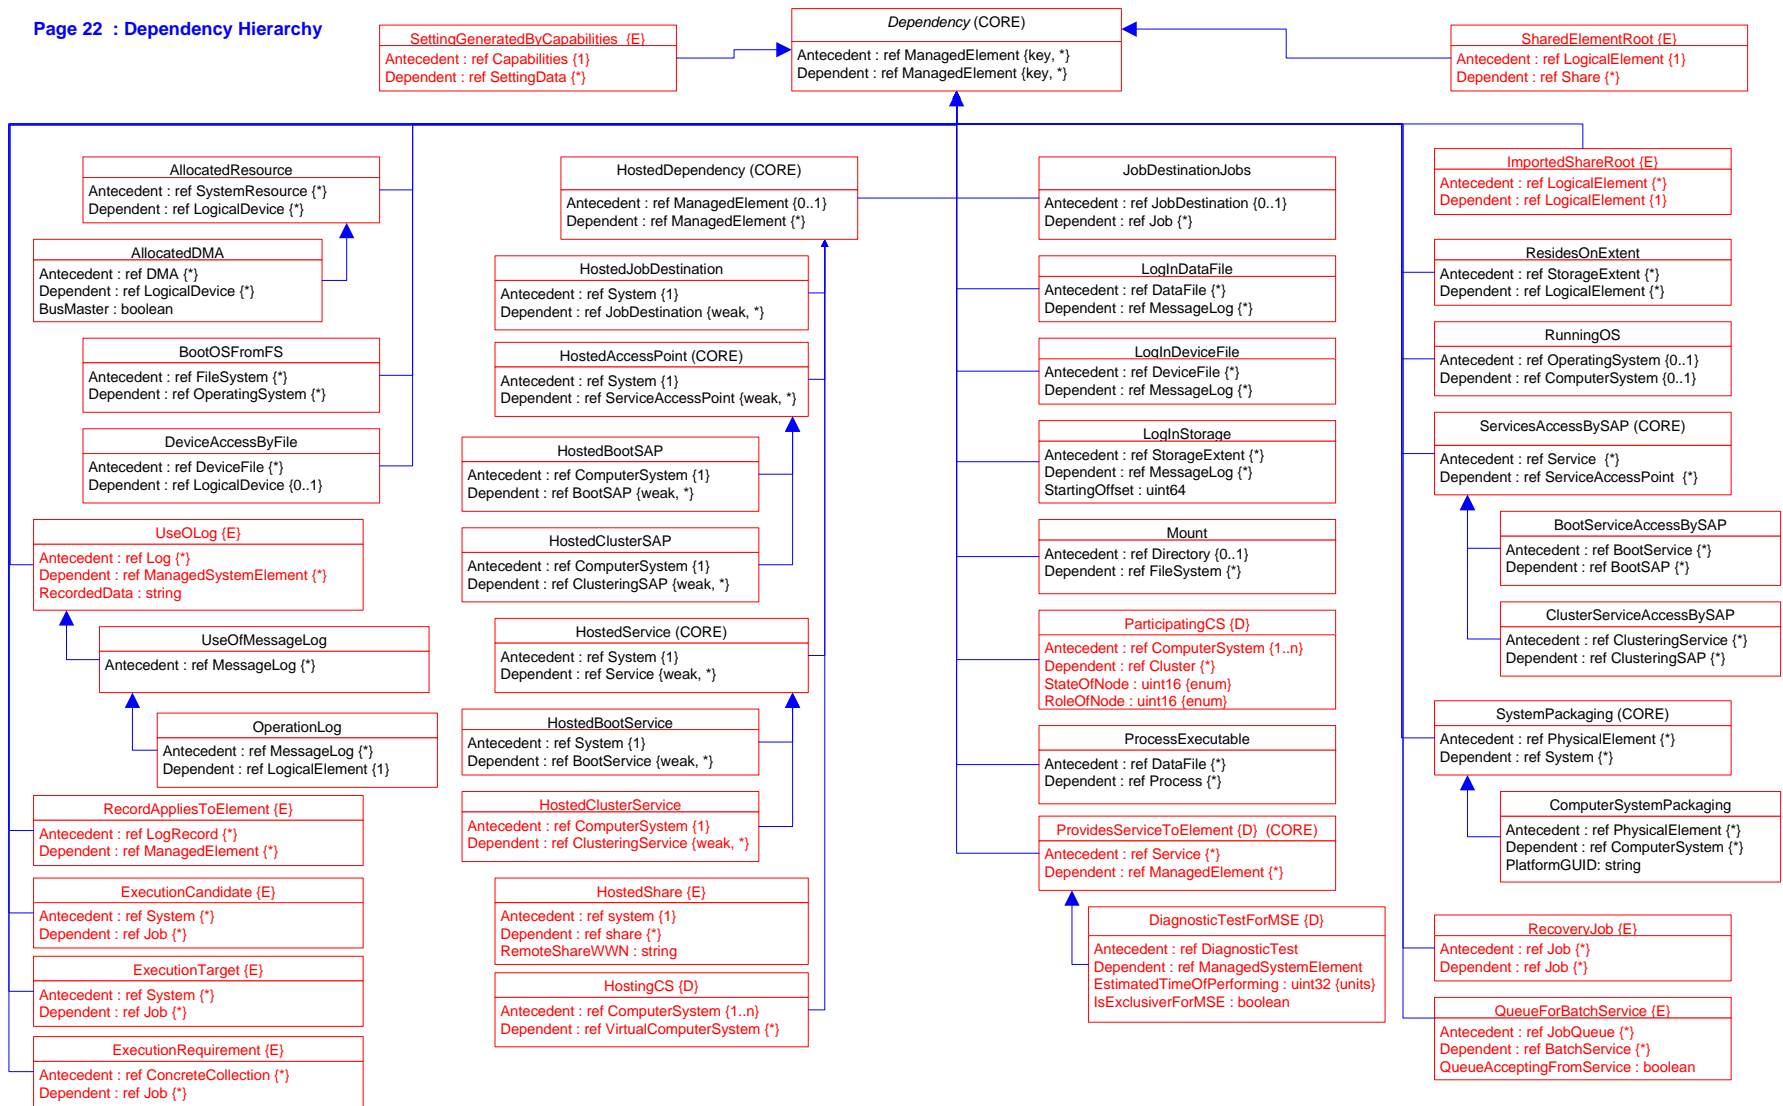 Page 22  : Dependency Hierarchy
SettingGeneratedByCapabilities  {E}
Antecedent : ref Capabilities {1}
Dependent : ref SettingData {*}
Dependency (CORE)
Antecedent : ref ManagedElement {key, *}
Dependent : ref ManagedElement {key, *}
SharedElementRoot {E}
Antecedent : ref LogicalElement {1}
Dependent : ref Share {*}
AllocatedResource
Antecedent : ref SystemResource {*}
Dependent : ref LogicalDevice {*}
AllocatedDMA
Antecedent : ref DMA {*}
Dependent : ref LogicalDevice {*}
BusMaster : boolean
BootOSFromFS
Antecedent : ref FileSystem {*}
Dependent : ref OperatingSystem {*}
DeviceAccessByFile
Antecedent : ref DeviceFile {*}
Dependent : ref LogicalDevice {0..1}
UseOLog {E}
Antecedent : ref Log {*}
Dependent : ref ManagedSystemElement {*}
RecordedData : string
UseOfMessageLog
Antecedent : ref MessageLog {*}
OperationLog
Antecedent : ref MessageLog {*}
Dependent : ref LogicalElement {1}
RecordAppliesToElement {E}
Antecedent : ref LogRecord {*}
Dependent : ref ManagedElement {*}
ExecutionCandidate {E}
Antecedent : ref System {*}
Dependent : ref Job {*}
ExecutionTarget {E}
Antecedent : ref System {*}
Dependent : ref Job {*}
ExecutionRequirement {E}
Antecedent : ref ConcreteCollection {*}
Dependent : ref Job {*}
HostedDependency (CORE)
Antecedent : ref ManagedElement {0..1}
Dependent : ref ManagedElement {*}
HostedJobDestination
Antecedent : ref System {1}
Dependent : ref JobDestination {weak, *}
HostedAccessPoint (CORE)
Antecedent : ref System {1}
Dependent : ref ServiceAccessPoint {weak, *}
HostedBootSAP
Antecedent : ref ComputerSystem {1}
Dependent : ref BootSAP {weak, *}
HostedClusterSAP
Antecedent : ref ComputerSystem {1}
Dependent : ref ClusteringSAP {weak, *}
HostedService (CORE)
Antecedent : ref System {1}
Dependent : ref Service {weak, *}
HostedBootService
Antecedent : ref System {1}
Dependent : ref BootService {weak, *}
HostedClusterService
Antecedent : ref ComputerSystem {1}
Dependent : ref ClusteringService {weak, *}
HostedShare {E}
Antecedent : ref system {1}
Dependent : ref share {*}
RemoteShareWWN : string
HostingCS {D}
Antecedent : ref ComputerSystem {1..n}
Dependent : ref VirtualComputerSystem {*}
JobDestinationJobs
Antecedent : ref JobDestination {0..1}
Dependent : ref Job {*}
LogInDataFile
Antecedent : ref DataFile {*}
Dependent : ref MessageLog {*}
LogInDeviceFile
Antecedent : ref DeviceFile {*}
Dependent : ref MessageLog {*}
LogInStorage
Antecedent : ref StorageExtent {*}
Dependent : ref MessageLog {*}
StartingOffset : uint64
Mount
Antecedent : ref Directory {0..1}
Dependent : ref FileSystem {*}
ParticipatingCS {D}
Antecedent : ref ComputerSystem {1..n}
Dependent : ref Cluster {*}
StateOfNode : uint16 {enum}
RoleOfNode : uint16 {enum}
ProcessExecutable
Antecedent : ref DataFile {*}
Dependent : ref Process {*}
ProvidesServiceToElement {D}  (CORE)
Antecedent : ref Service {*}
Dependent : ref ManagedElement {*}
DiagnosticTestForMSE {D}
Antecedent : ref DiagnosticTest
Dependent : ref ManagedSystemElement
EstimatedTimeOfPerforming : uint32 {units}
IsExclusiverForMSE : boolean
ImportedShareRoot {E}
Antecedent : ref LogicalElement {*}
Dependent : ref LogicalElement {1}
ResidesOnExtent
Antecedent : ref StorageExtent {*}
Dependent : ref LogicalElement {*}
RunningOS
Antecedent : ref OperatingSystem {0..1}
Dependent : ref ComputerSystem {0..1}
ServicesAccessBySAP (CORE)
Antecedent : ref Service  {*}
Dependent : ref ServiceAccessPoint  {*}
BootServiceAccessBySAP
Antecedent : ref BootService {*}
Dependent : ref BootSAP {*}
ClusterServiceAccessBySAP
Antecedent : ref ClusteringService {*}
Dependent : ref ClusteringSAP {*}
SystemPackaging (CORE)
Antecedent : ref PhysicalElement {*}
Dependent : ref System {*}
ComputerSystemPackaging
Antecedent : ref PhysicalElement {*}
Dependent : ref ComputerSystem {*}
PlatformGUID: string
RecoveryJob {E}
Antecedent : ref Job {*}
Dependent : ref Job {*}
QueueForBatchService {E}
Antecedent : ref JobQueue {*}
Dependent : ref BatchService {*}
QueueAcceptingFromService : boolean